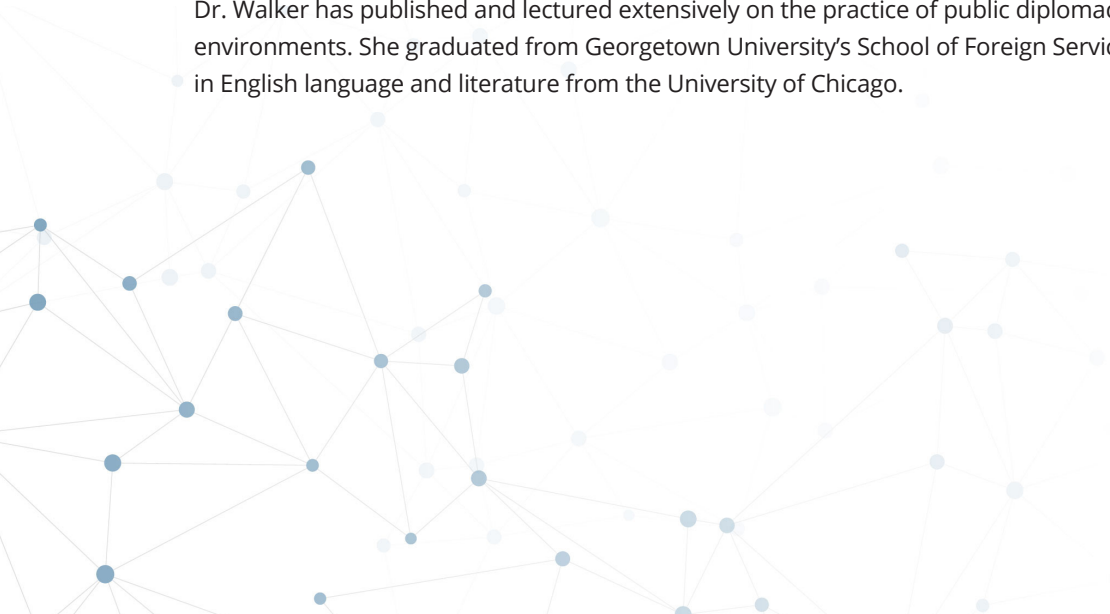 Dr. Walker has published and lectured extensively on the practice of public
environments. She graduated from Georgetown University’s School of Foreign
in English language and literature from the University of Chicago.